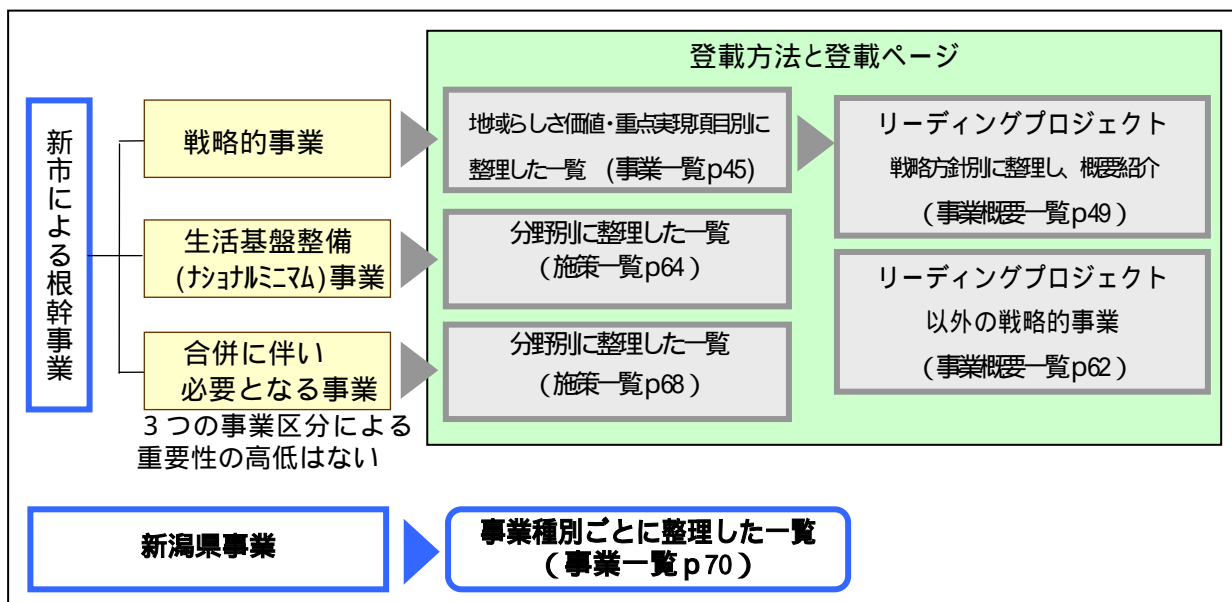 登載方法と登載ページ
新市による根幹事業
戦略的事業
地域らしさ価値・重点実現項目別に
整理した一覧 (事業一覧p45)
リーディングプロジェクト
戦略方針別に整理し、概要紹介
(事業概要一覧p49)
生活基盤整備
(ナショナルミニマム)事業
分野別に整理した一覧
(施策一覧p64)
リーディングプロジェクト
以外の戦略的事業
(事業概要一覧p62)
合併に伴い
必要となる事業
分野別に整理した一覧
(施策一覧p68)
3つの事業区分による
重要性の高低はない
新潟県事業
事業種別ごとに整理した一覧
(事業一覧p70)